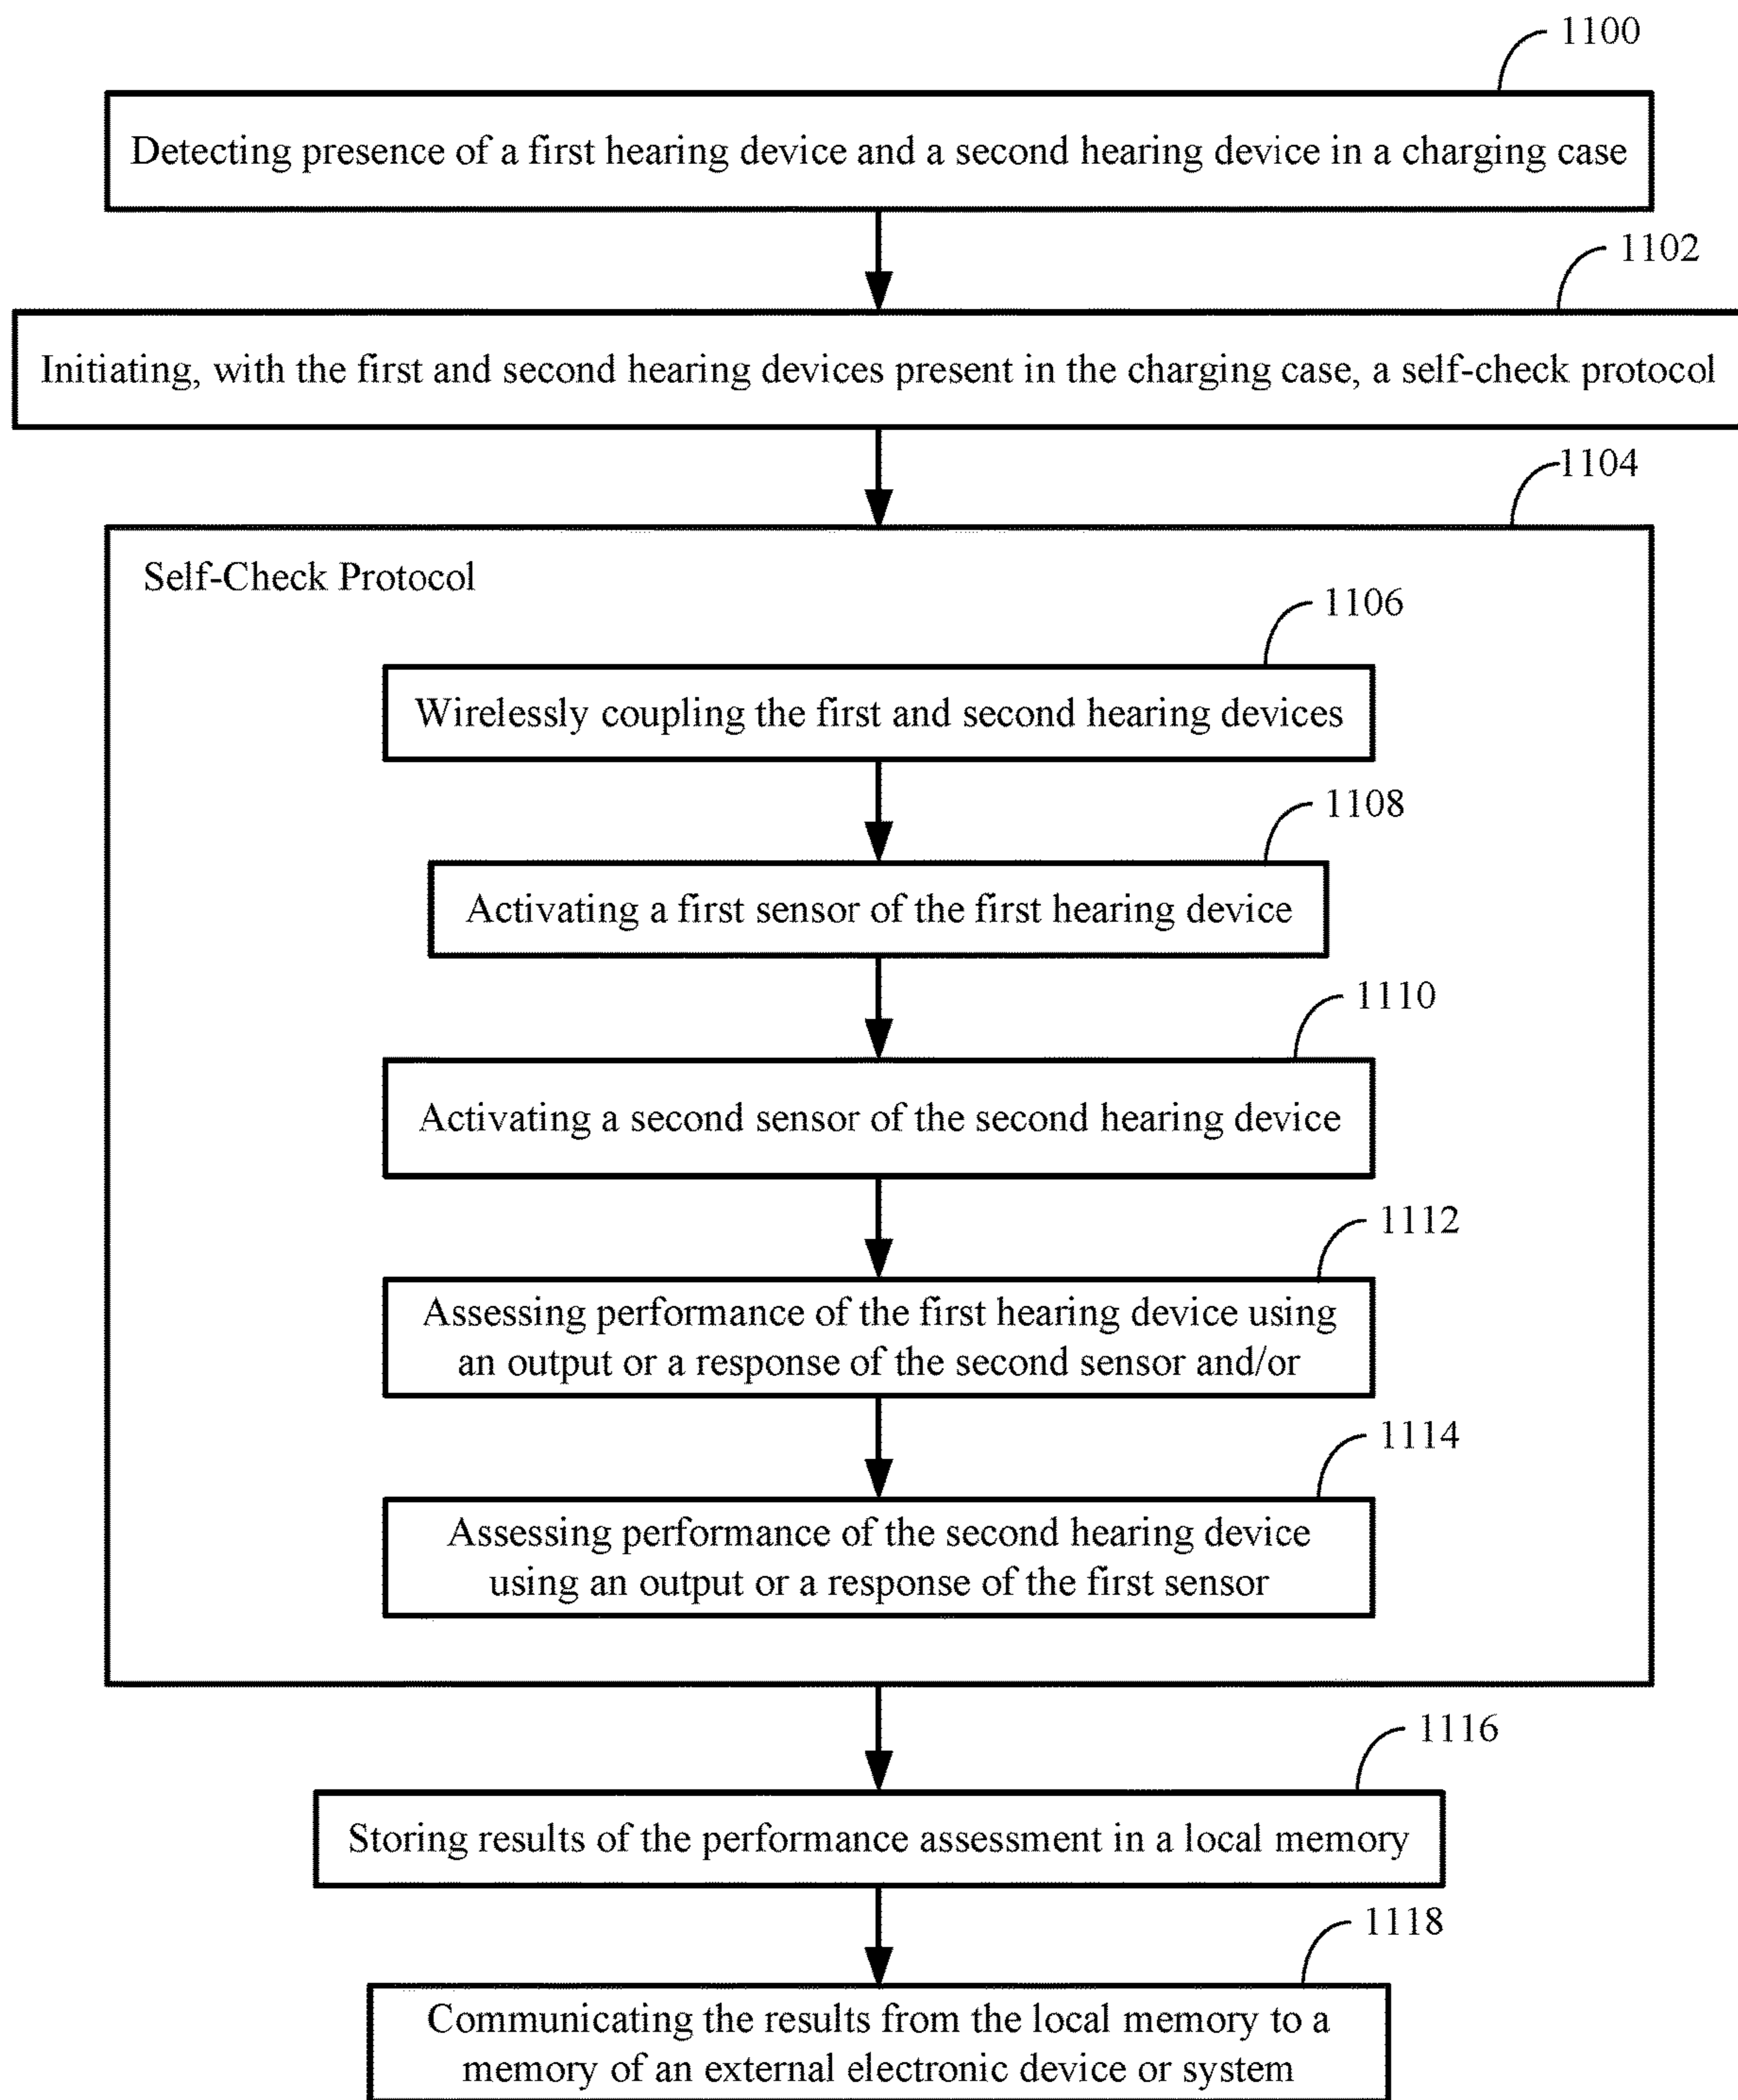 1100
Detecting presence of a first hearing device and a second hearing device in a charging case
1102
Initiating, with the first and second hearing devices present in the charging case, a self-check protocol
1104
Self-Check Protocol
1106
Wirelessly coupling the first and second hearing devices
1108
Activating a first sensor of the first hearing device
1110
Activating a second sensor of the second hearing device
1112
Assessing performance of the first hearing device using
an output or a response of the second sensor and/or
1114
Assessing performance of the second hearing device
using an output or a response of the first sensor
1116
Storing results of the performance assessment in a local memory
1118
Communicating the results from the local memory to a
memory of an external electronic device or system